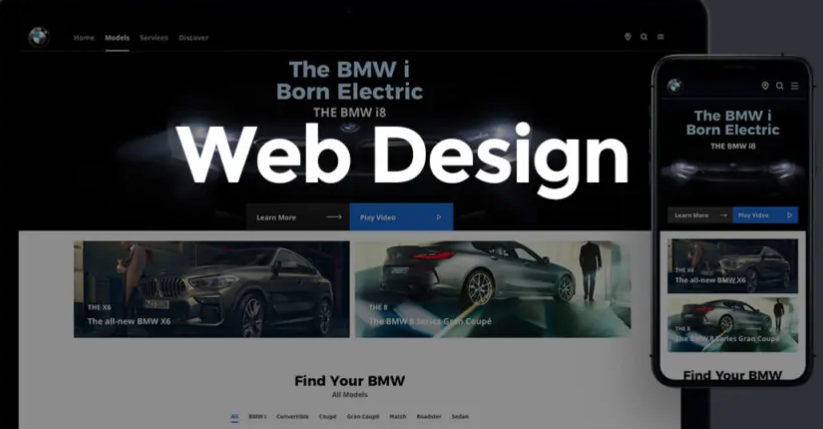 Home Models Services Discover
The BMW i
Born Electric
THE BMW i8
Web Design
Learn More
Play Video
THE X6
The all-new BMW X6
THE 8
The BMW 8 Series Gran Coupé
Find Your BMW
All Models
All BMW i Convertible Coupé Gran Coupé Hatch Roadster Sedan
The BMW i
Born Electric
THE BMW i8
Learn More
Play Video
THE X6
The all-new BMW X6
THE 8
The BMW 8 Series Gran Coupé
Find Your BMW